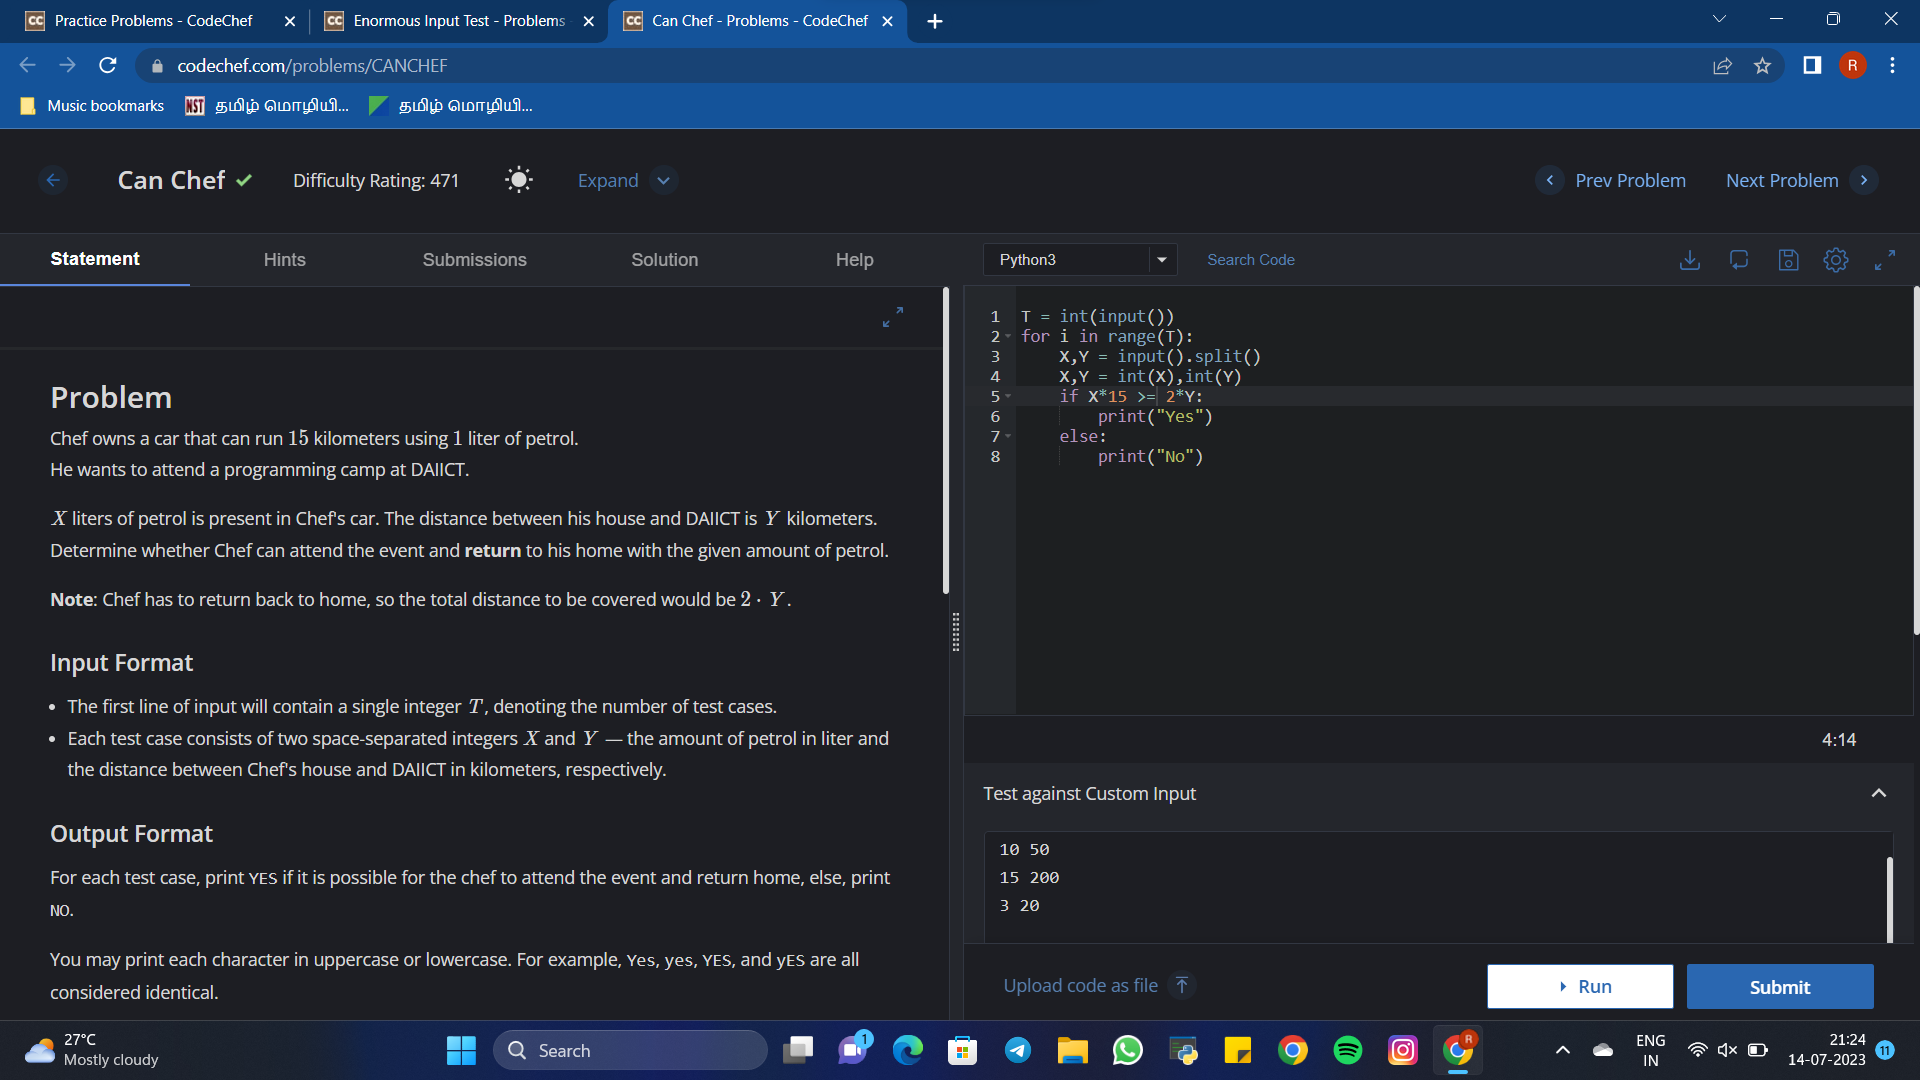 Practice Problems - CodeChef
Enormous Input Test - Problems
Can Chef - Problems - CodeChef
codechef.com/problems/CANCHEF
R
Music bookmarks
NST தமிழ் மொழியி...
தமிழ் மொழியி...
Can Chef
Difficulty Rating: 471
Expand
Prev Problem
Next Problem
Statement
Hints
Submissions
Solution
Help
Python3
Search Code
Problem
Chef owns a car that can run 15 kilometers using 1 liter of petrol.
He wants to attend a programming camp at DAIICT.
X liters of petrol is present in Chef's car. The distance between his house and DAIICT is Y kilometers.
Determine whether Chef can attend the event and return to his home with the given amount of petrol.
Note: Chef has to return back to home, so the total distance to be covered would be 2 · Y.
Input Format
• The first line of input will contain a single integer T, denoting the number of test cases.
• Each test case consists of two space-separated integers X and Y — the amount of petrol in liter and
the distance between Chef's house and DAIICT in kilometers, respectively.
Output Format
For each test case, print YES if it is possible for the chef to attend the event and return home, else, print
NO.
You may print each character in uppercase or lowercase. For example, Yes, yes, YES, and yES are all
considered identical.
1 T = int(input())
2 for i in range(T):
3 X,Y = input().split()
4 X,Y = int(X),int(Y)
5 if X*15 >= 2*Y:
6 print("Yes")
7 else:
8 print("No")
4:14
Test against Custom Input
10 50
15 200
3 20
Upload code as file
Run
Submit
27°C
Mostly cloudy
Search
1
R
ENG
IN
21:24
14-07-2023
11